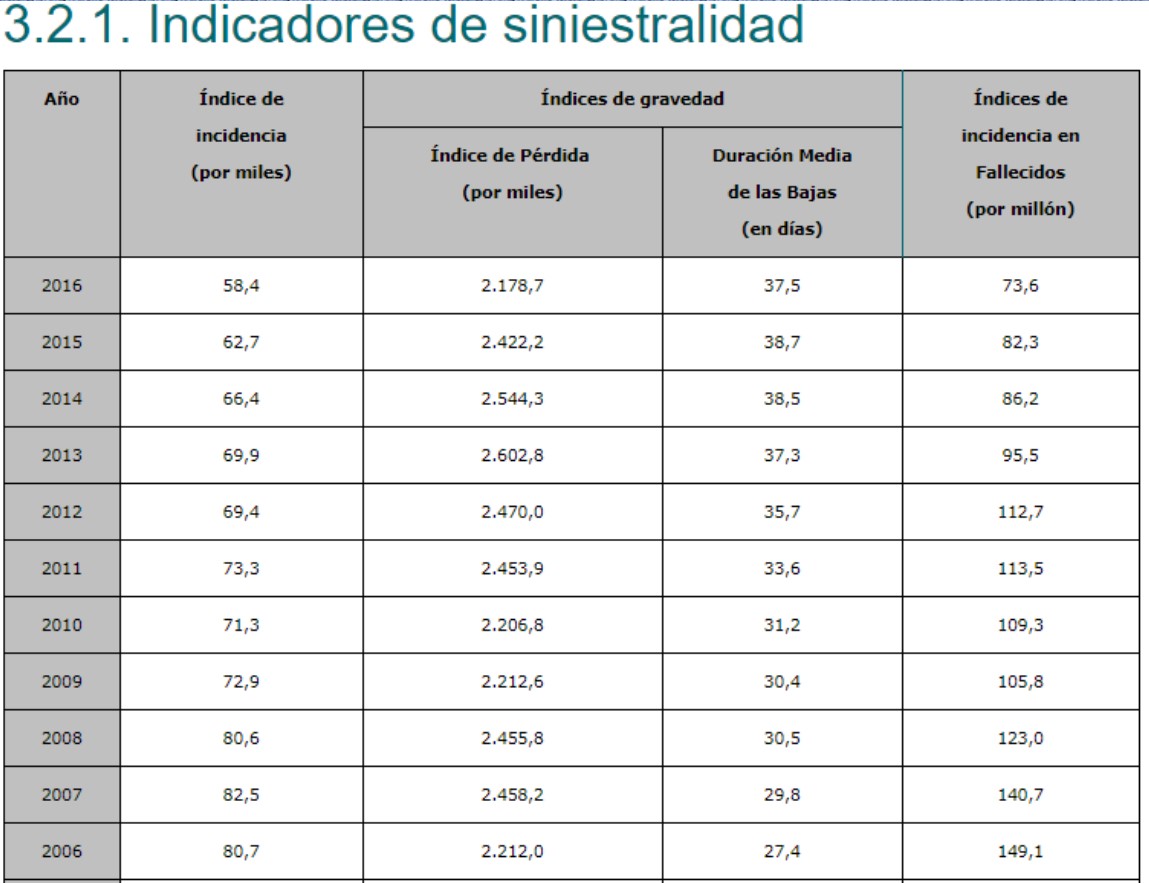 3.2.1. Indicadores de siniestralidad
Año Índice de incidencia (por miles) Índices de gravedad Índices de incidencia en Fallecidos (por millón)
Índice de Pérdida (por miles) Duración Media de las Bajas (en días)
2016 58,4 2.178,7 37,5 73,6
2015 62,7 2.422,2 38,7 82,3
2014 66,4 2.544,3 38,5 86,2
2013 69,9 2.602,8 37,3 95,5
2012 69,4 2.470,0 35,7 112,7
2011 73,3 2.453,9 33,6 113,5
2010 71,3 2.206,8 31,2 109,3
2009 72,9 2.212,6 30,4 105,8
2008 80,6 2.455,8 30,5 123,0
2007 82,5 2.458,2 29,8 140,7
2006 80,7 2.212,0 27,4 149,1